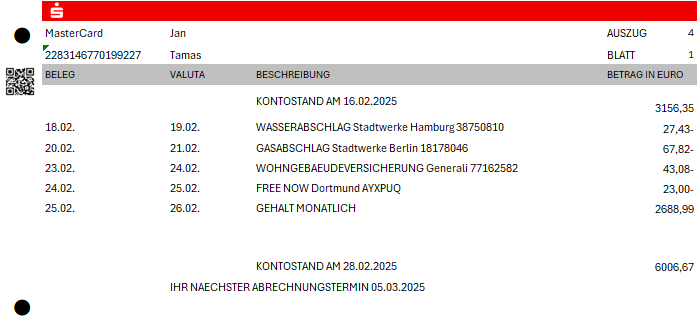 MasterCard Jan AUSZUG 4
2283146770199227 Tamas BLATT 1
BELEG VALUTA BESCHREIBUNG BETRAG IN EURO
KONTOSTAND AM 16.02.2025 3156,35
18.02. 19.02. WASSERABSCHLAG Stadtwerke Hamburg 38750810 27,43-
20.02. 21.02. GASABSCHLAG Stadtwerke Berlin 18178046 67,82-
23.02. 24.02. WOHNGEBAEUDEVERSICHERUNG Generali 77162582 43,08-
24.02. 25.02. FREE NOW Dortmund AYXPUQ 23,00-
25.02. 26.02. GEHALT MONATLICH 2688,99
KONTOSTAND AM 28.02.2025 6006,67
IHR NAECHSTER ABRECHNUNGSTERMIN 05.03.2025